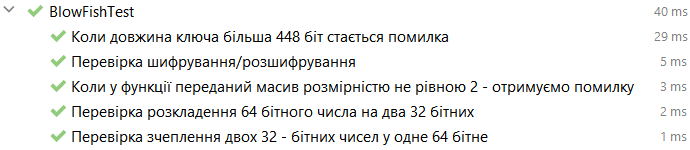 BlowFishTest 40 ms
Коли довжина ключа більша 448 біт стається помилка 29 ms
Перевірка шифрування/розшифрування 5 ms
Коли у функції переданий масив розмірністю не рівною 2 - отримуємо помилку 3 ms
Перевірка розкладення 64 бітного числа на два 32 бітних 2 ms
Перевірка зчеплення двох 32 - бітних чисел у одне 64 бітне 1 ms